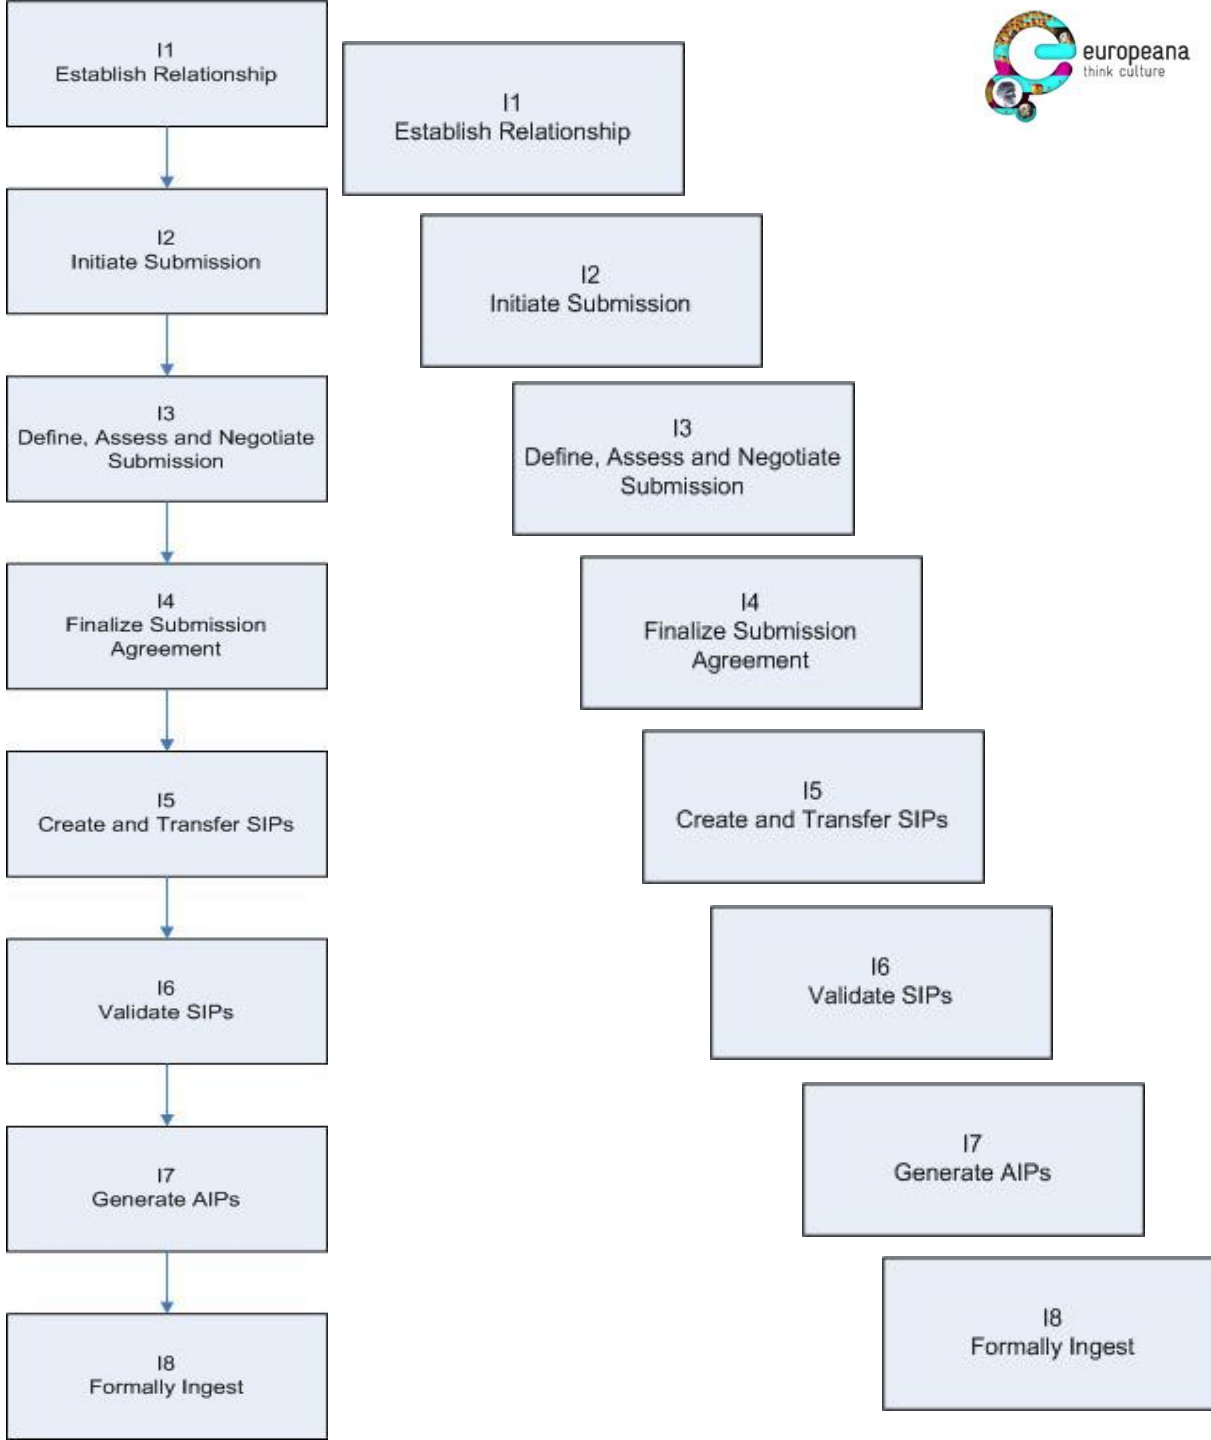 I1
Establish Relationship
I2
Initiate Submission
I3
Define, Assess and Negotiate
Submission
I4
Finalize Submission
Agreement
I5
Create and Transfer SIPs
I6
Validate SIPs
I7
Generate AIPs
I8
Formally Ingest
I1
Establish Relationship
I2
Initiate Submission
I3
Define, Assess and Negotiate
Submission
I4
Finalize Submission
Agreement
I5
Create and Transfer SIPs
I6
Validate SIPs
I7
Generate AIPs
I8
Formally Ingest
europeana
think culture